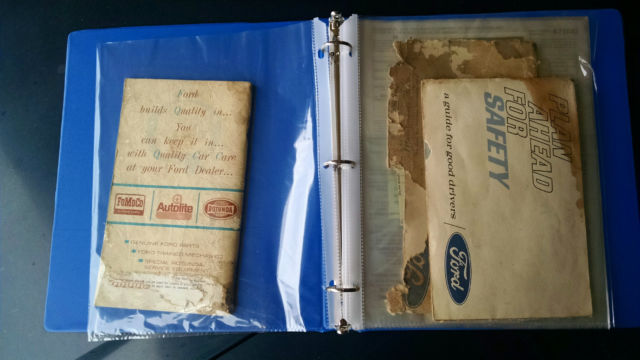 Ford
builds Quality in...
You
can keep it in...
with Quality Car Care
at your Ford Dealer...
FoMoCo
Autolite
ROTUNDA
GENUINE FORD PARTS
FORD TRAINED MECHANICS
SPECIAL ROTUNDA
SERVICE EQUIPMENT
PLAN
AHEAD
FOR
SAFETY
a guide for good drivers
Ford